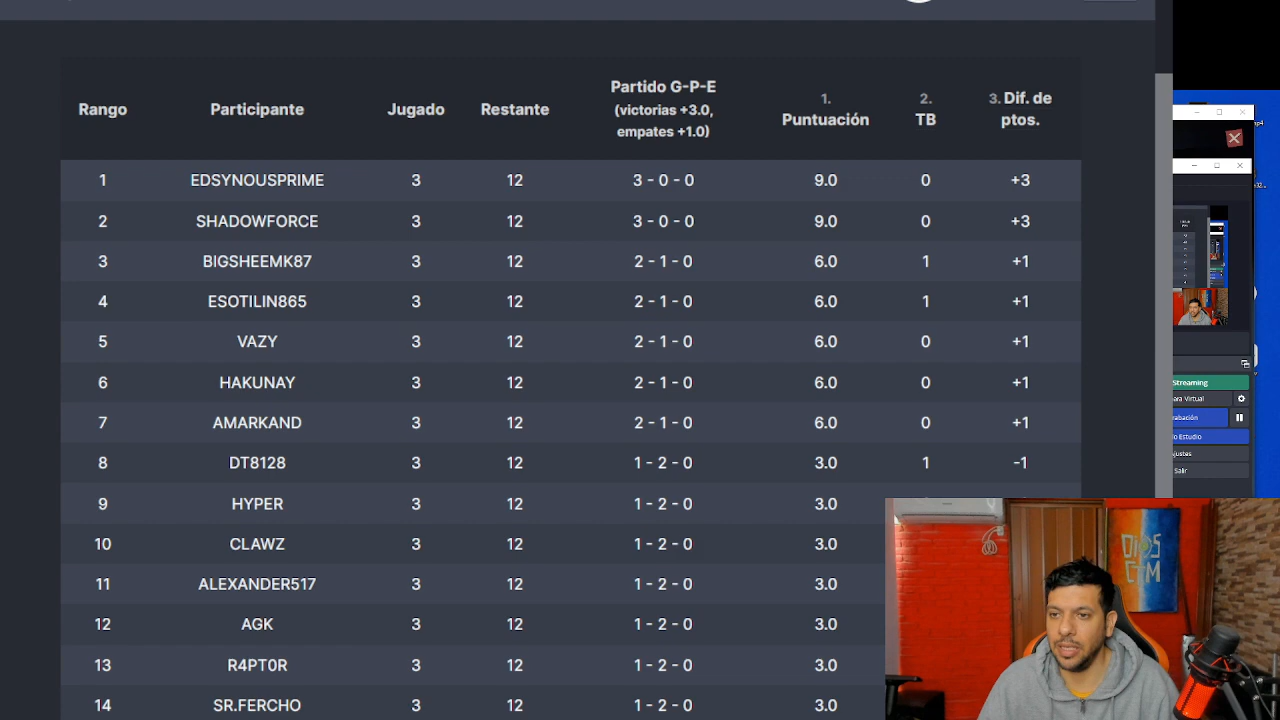 Rango Participante Jugado Restante Partido G-P-E (victorias +3.0, empates +1.0) 1. Puntuación 2. TB 3. Dif. de ptos.
1 EDSYNOUSPRIME 3 12 3 - 0 - 0 9.0 0 +3
2 SHADOWFORCE 3 12 3 - 0 - 0 9.0 0 +3
3 BIGSHEEMK87 3 12 2 - 1 - 0 6.0 1 +1
4 ESOTILIN865 3 12 2 - 1 - 0 6.0 1 +1
5 VAZY 3 12 2 - 1 - 0 6.0 0 +1
6 HAKUNAY 3 12 2 - 1 - 0 6.0 0 +1
7 AMARKAND 3 12 2 - 1 - 0 6.0 0 +1
8 DT8128 3 12 1 - 2 - 0 3.0 1 -1
9 HYPER 3 12 1 - 2 - 0 3.0
10 CLAWZ 3 12 1 - 2 - 0 3.0
11 ALEXANDER517 3 12 1 - 2 - 0 3.0
12 AGK 3 12 1 - 2 - 0 3.0
13 R4PT0R 3 12 1 - 2 - 0 3.0
14 SR.FERCHO 3 12 1 - 2 - 0 3.0
Streaming
ara Virtual
abación
o Estudio
justes
Salir
DIOS
CTM